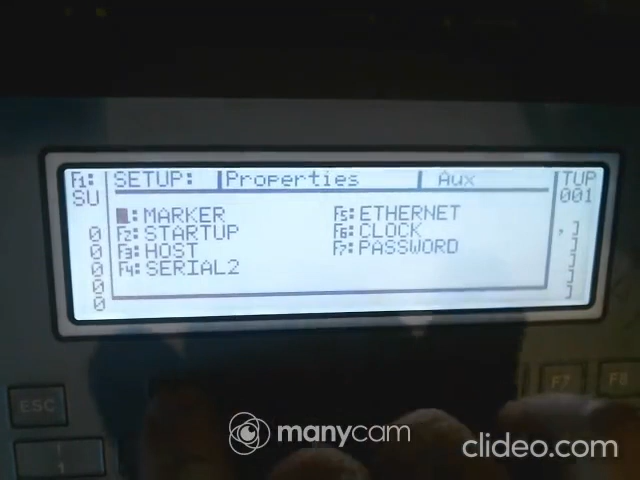 F1: SETUP: Properties Aux TUP
SU 001
█: MARKER F5: ETHERNET
0 F2: STARTUP F6: CLOCK , ]
0 F3: HOST F7: PASSWORD ]
0 F4: SERIAL2 ]
0 ]
0 ]
ESC
F7 F8
manycam
clideo.com